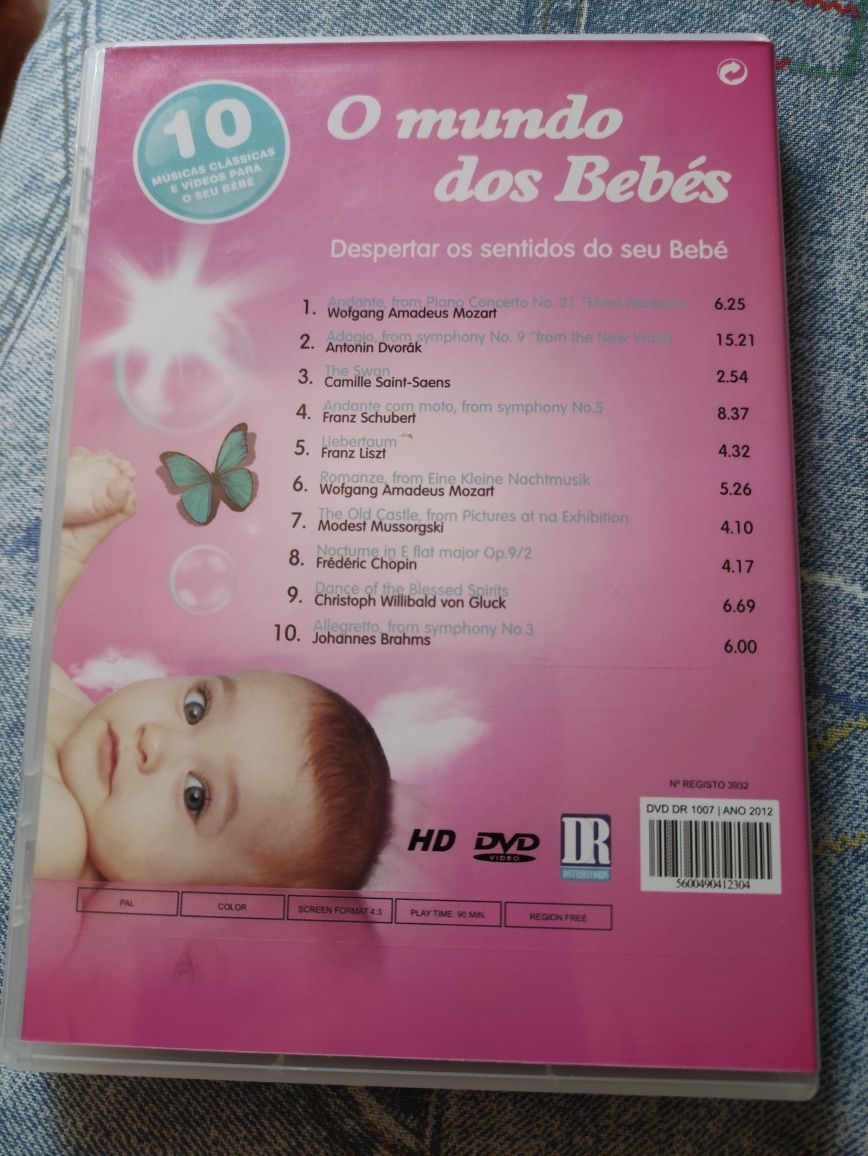 10
MÚSICAS CLÁSSICAS
E VÍDEOS PARA
O SEU BÉBÉ
O mundo
dos Bebés
Despertar os sentidos do seu Bebé
1. Andante, from Piano Concerto No. 21 "Elvira Madigan" 6.25
Wofgang Amadeus Mozart
2. Adagio, from symphony No. 9 "from the New World" 15.21
Antonin Dvorák
3. The Swan 2.54
Camille Saint-Saens
4. Andante com moto, from symphony No.5 8.37
Franz Schubert
5. Liebertaum 4.32
Franz Liszt
6. Romanze, from Eine Kleine Nachtmusik 5.26
Wofgang Amadeus Mozart
7. The Old Castle, from Pictures at na Exhibition 4.10
Modest Mussorgski
8. Nocturne in E flat major Op.9/2 4.17
Frédéric Chopin
9. Dance of the Blessed Spirits 6.69
Christoph Willibald von Gluck
10. Allegretto, from symphony No.3 6.00
Johannes Brahms
Nº REGISTO 3932
DVD DR 1007 | ANO 2012
5600490412304
HD DVD VIDEO DR
PAL COLOR SCREEN FORMAT 4:3 PLAY TIME: 90 MIN. REGION FREE